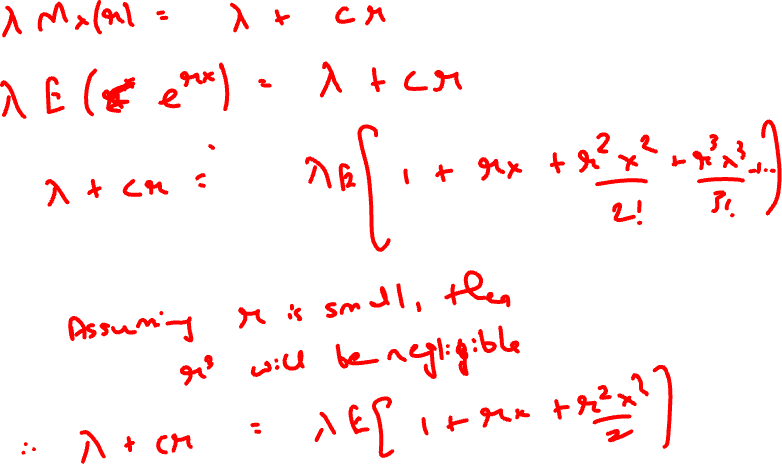 λ Mx(r) = λ + cr
λ E (e^{rx}) = λ + cr
λ + cr = λE[1 + rx + r²x²/2! + r³x³/3! + ...]
Assuming r is small, then
r³ will be negligible
∴ λ + cr = λE[1 + rx + r²x²/2]